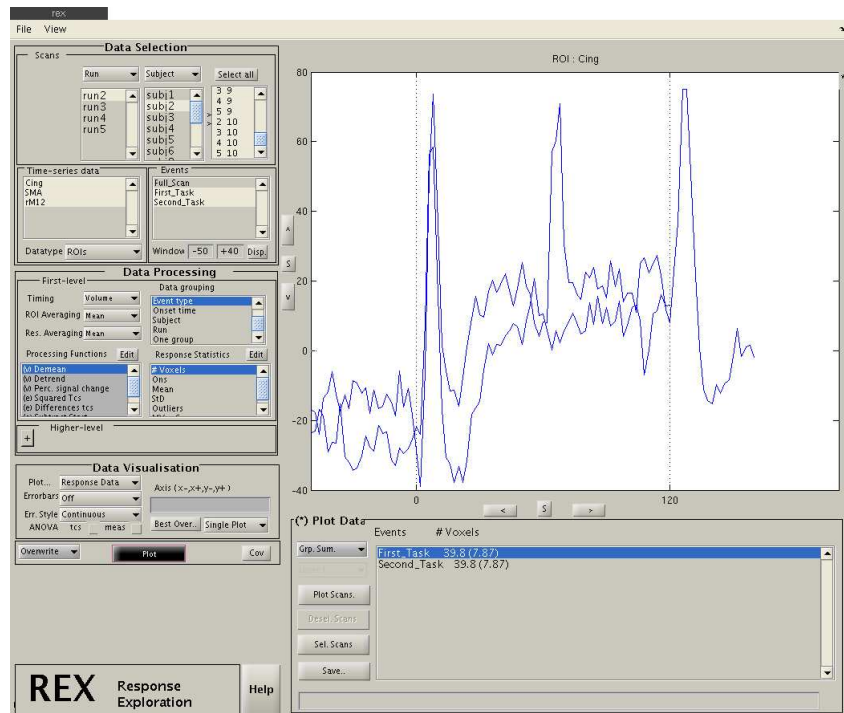 rex
File View
Data Selection
Scans
Run Subject Select all
run2
run3
run4
run5
subj1
subj2
subj3
subj4
subj5
subj6
3 9
4 9
5 9
2 10
3 10
4 10
5 10
>
>
Time-series data
Cing
SMA
rM12
Datatype ROIs
Events
Full_Scan
First_Task
Second_Task
Window -50 +40 Disp.
Data Processing
First-level
Timing Volume
ROI Averaging Mean
Res. Averaging Mean
Data grouping
Event type
Onset time
Subject
Run
One group
Processing Functions Edit
(v) Demean
(v) Detrend
(v) Perc. signal change
(e) Squared Tcs
(e) Differences tcs
Response Statistics Edit
# Voxels
Ons
Mean
StD
Outliers
Higher-level
+
Data Visualisation
Plot... Response Data
Errorbars Off
Err. Style Continuous
ANOVA tcs meas
Axis (x-,x+,y-,y+)
Best Over.. Single Plot
Overwrite Plot Cov
REX Response
Exploration
Help
ROI : Cing
80
60
40
20
0
-20
-40
0 120
^
S
v
< S >
(*) Plot Data
Events # Voxels
Grp. Sum.
First_Task 39.8 (7.87)
Second_Task 39.8 (7.87)
Plot Scans.
Desel. Scans
Sel. Scans
Save..